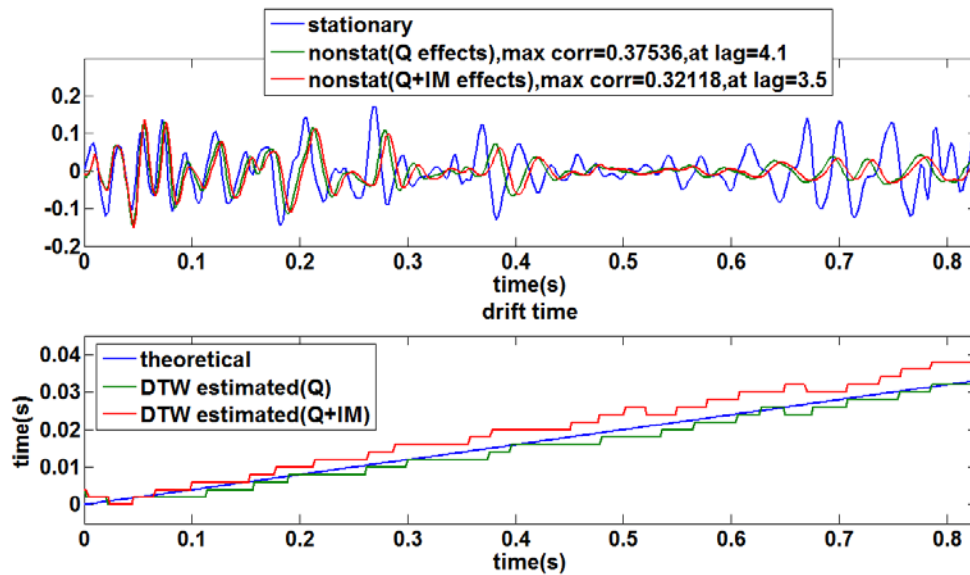 stationary
nonstat(Q effects),max corr=0.37536,at lag=4.1
nonstat(Q+IM effects),max corr=0.32118,at lag=3.5
0.2
0.1
0
-0.1
-0.2
0 0.1 0.2 0.3 0.4 0.5 0.6 0.7 0.8
time(s)
drift time
theoretical
DTW estimated(Q)
DTW estimated(Q+IM)
time(s)
0.04
0.03
0.02
0.01
0
0 0.1 0.2 0.3 0.4 0.5 0.6 0.7 0.8
time(s)